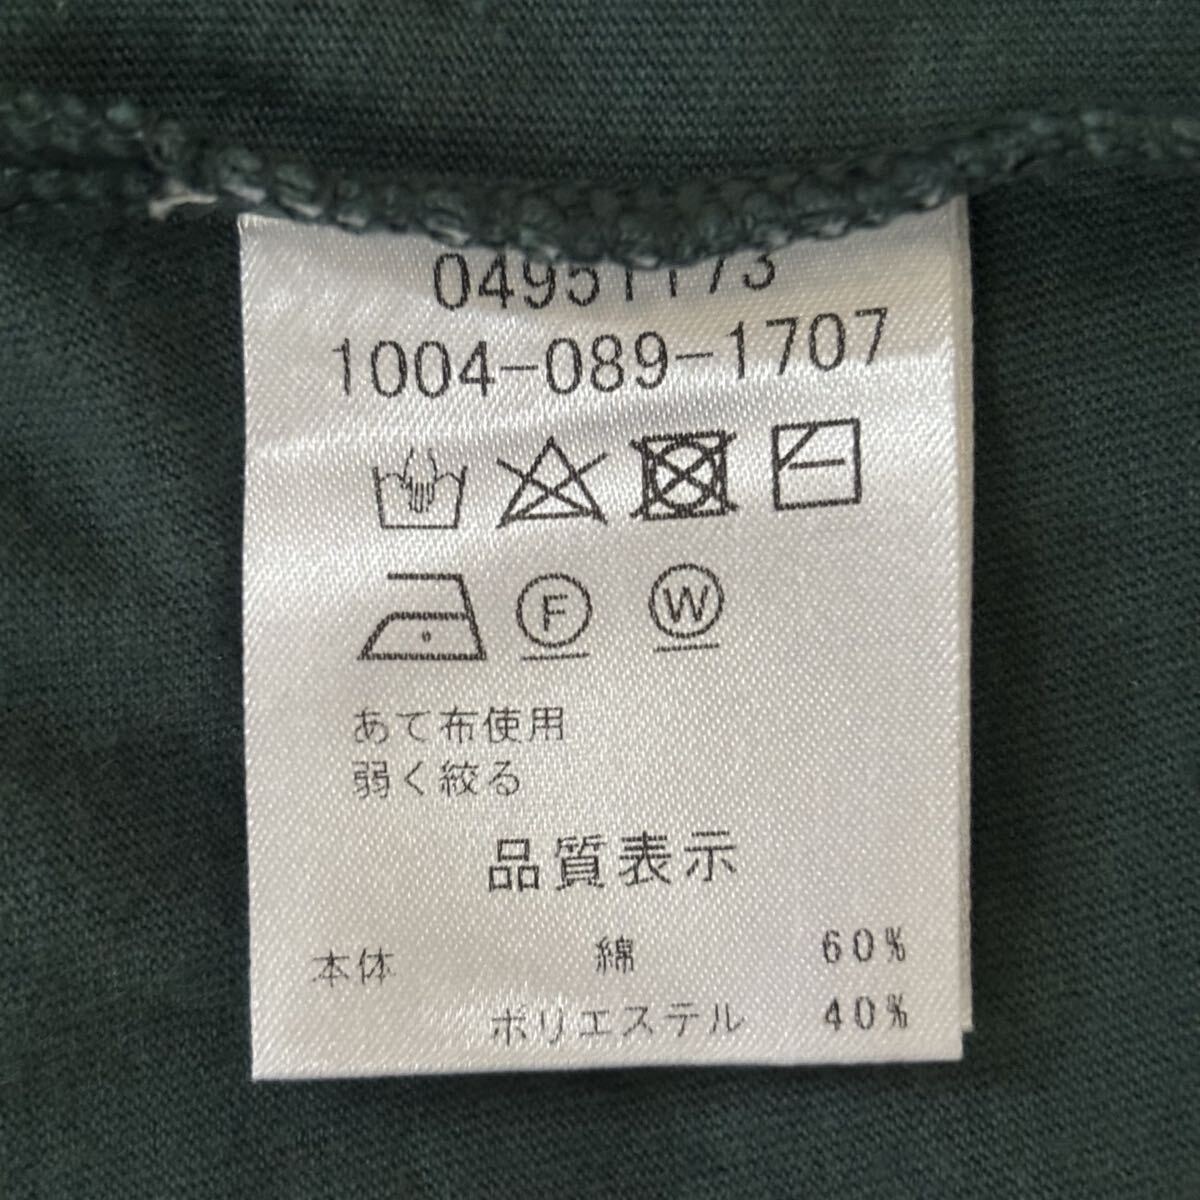 04951173
1004-089-1707
F W
あて布使用
弱く絞る
品質表示
本体 綿 60%
ポリエステル 40%